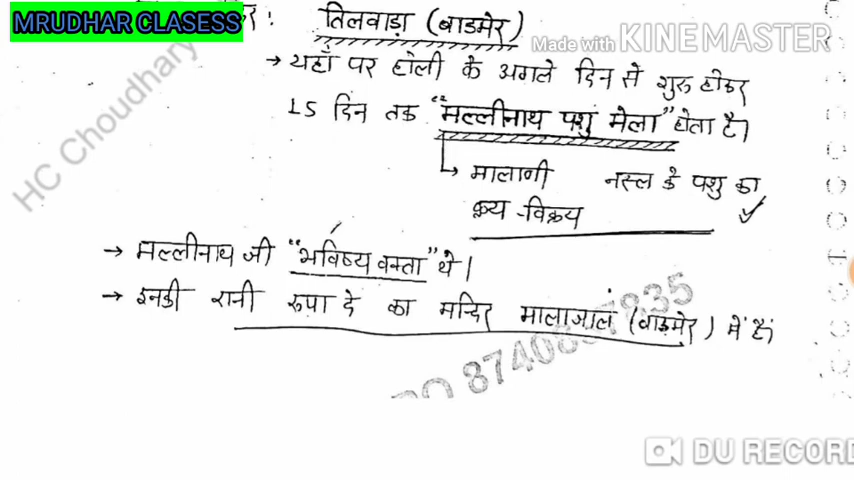 MRUDHAR CLASESS
तिलवाड़ा (बाडमेर)
Made with KINEMASTER
→ यहाँ पर होली के अगले दिन से शुरू होकर
15 दिन तक "मल्लीनाथ पशु मेला" होता है।
↳ मालाणी नस्ल के पशु का
क्रय-विक्रय
→ मल्लीनाथ जी "भविष्य वक्ता" थे।
→ इनकी रानी रूपा दे का मन्दिर मालाजाल (बाड़मेर) में है।
HC Choudhary
DU RECORD